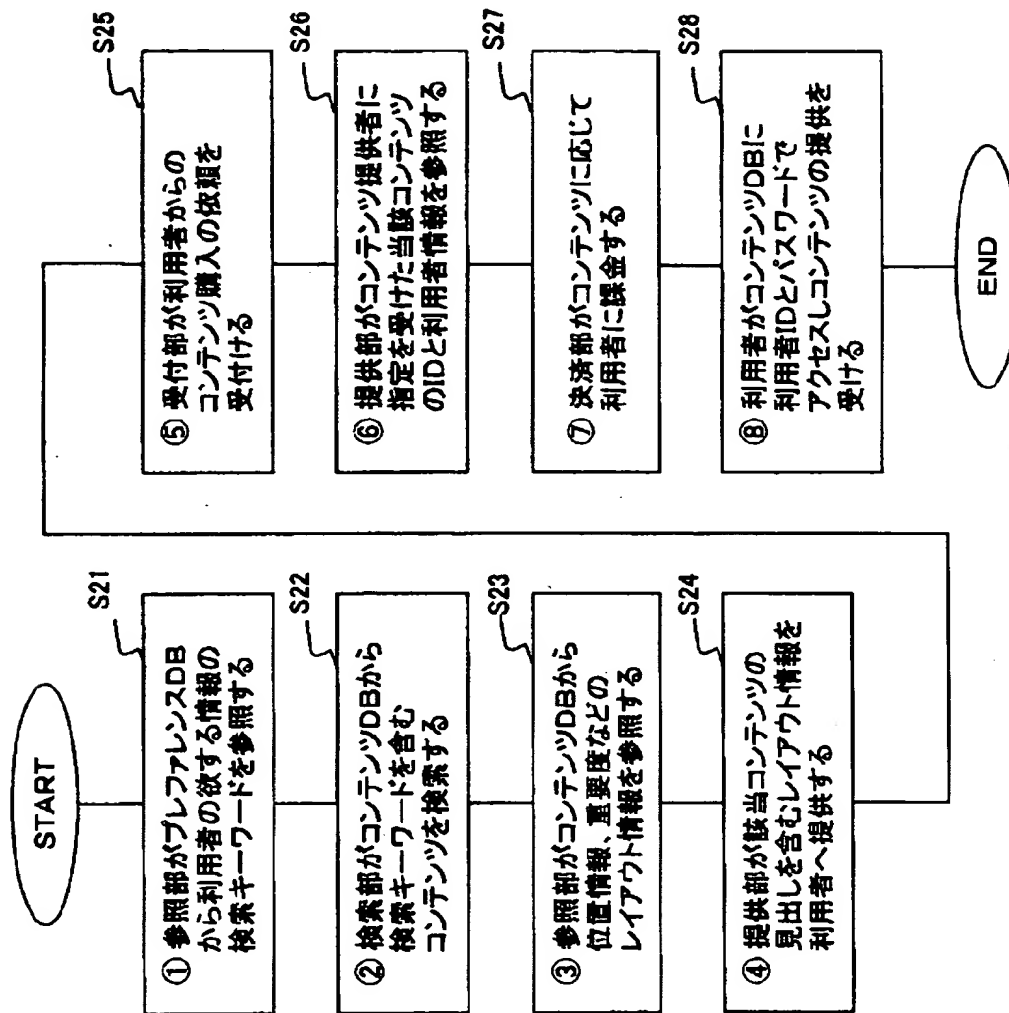 START
S21
① 参照部がプレファレンスDB
から利用者の欲する情報の
検索キーワードを参照する
S22
② 検索部がコンテンツDBから
検索キーワードを含む
コンテンツを検索する
S23
③ 参照部がコンテンツDBから
位置情報、重要度などの
レイアウト情報を参照する
S24
④ 提供部が該当コンテンツの
見出しを含むレイアウト情報を
利用者へ提供する
S25
⑤ 受付部が利用者からの
コンテンツ購入の依頼を
受付ける
S26
⑥ 提供部がコンテンツ提供者に
指定を受けた当該コンテンツ
のIDと利用者情報を参照する
S27
⑦ 決済部がコンテンツに応じて
利用者に課金する
S28
⑧ 利用者がコンテンツDBに
利用者IDとパスワードで
アクセスしコンテンツの提供を
受ける
END